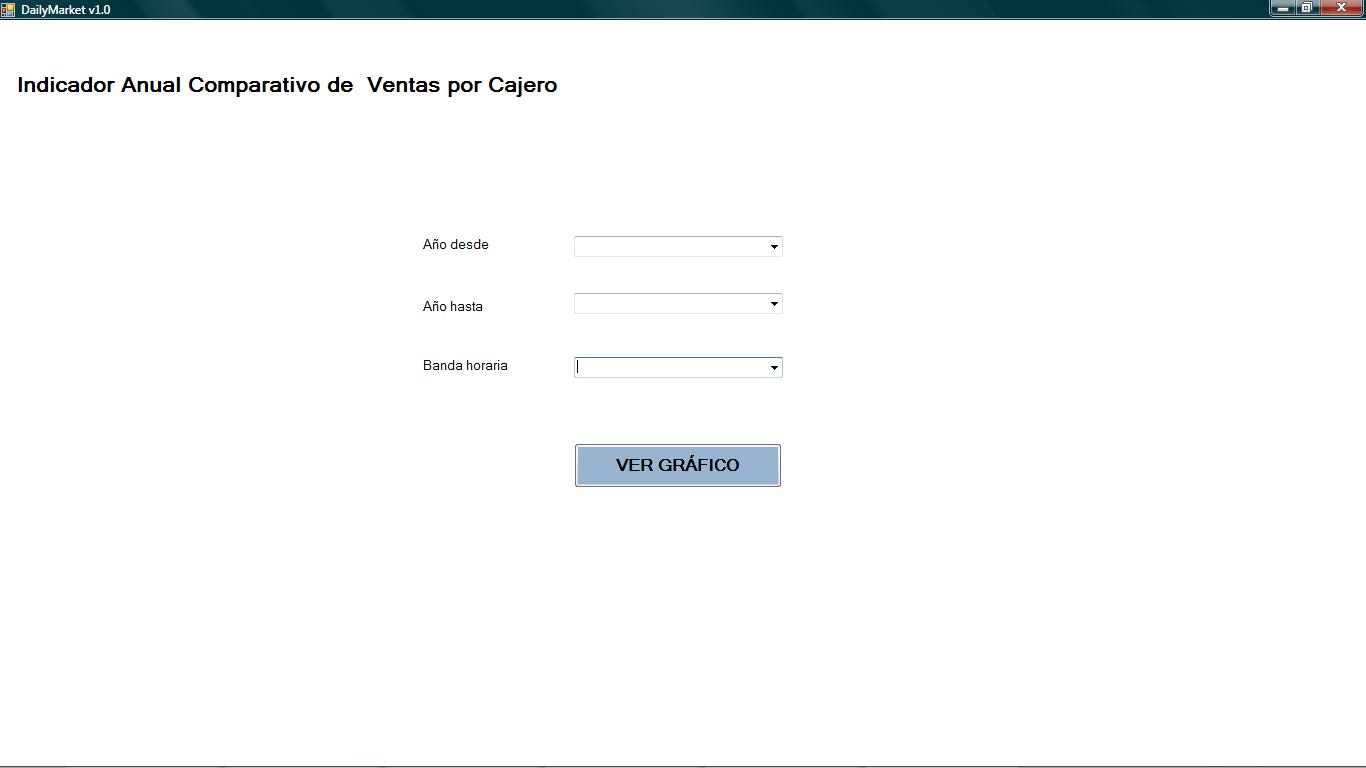 DailyMarket v1.0
Indicador Anual Comparativo de  Ventas por Cajero
Año desde
Año hasta
Banda horaria
VER GRÁFICO